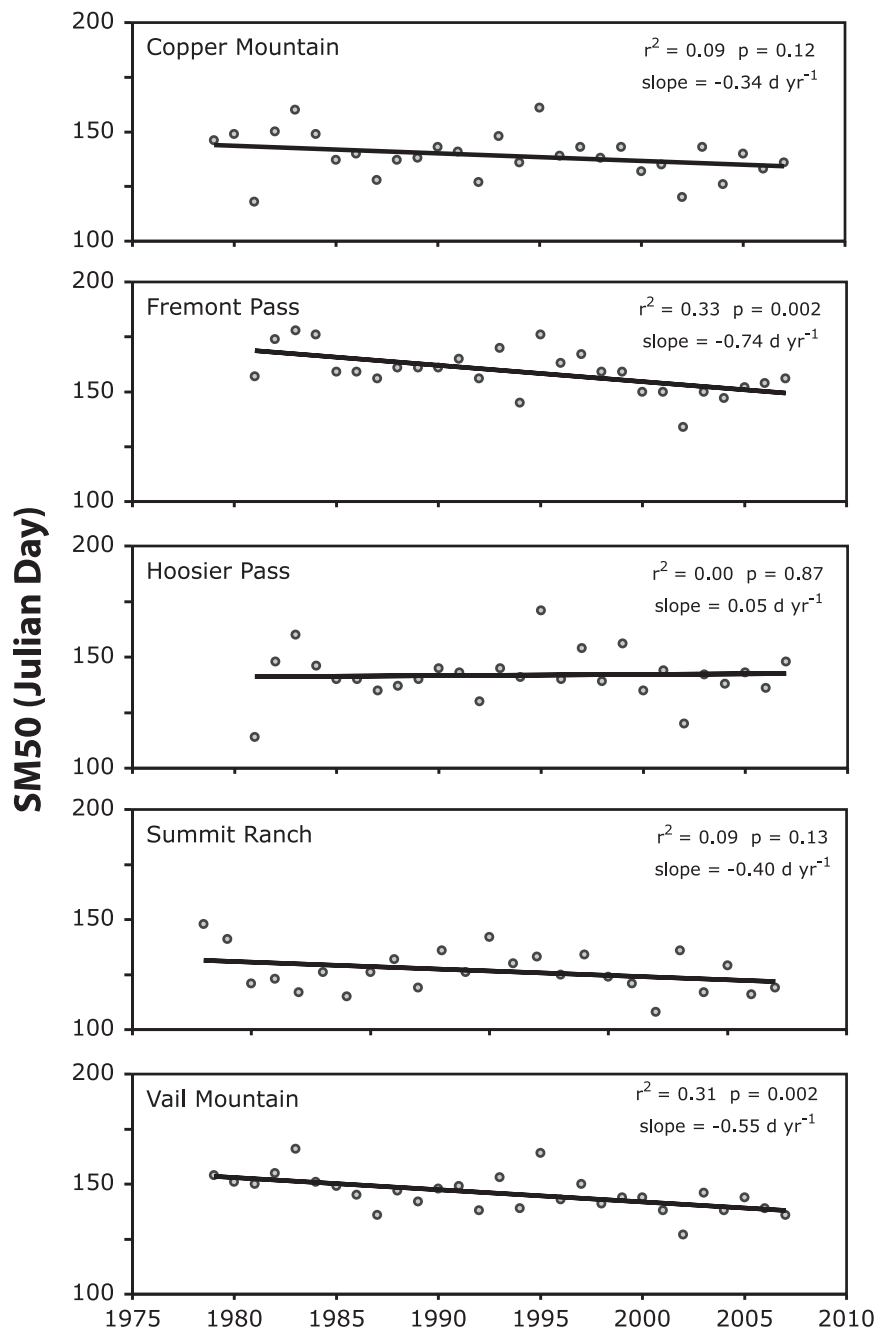 SM50 (Julian Day)
200
150
100
Copper Mountain
r² = 0.09 p = 0.12
slope = -0.34 d yr⁻¹
200
150
100
Fremont Pass
r² = 0.33 p = 0.002
slope = -0.74 d yr⁻¹
200
150
100
Hoosier Pass
r² = 0.00 p = 0.87
slope = 0.05 d yr⁻¹
200
150
100
Summit Ranch
r² = 0.09 p = 0.13
slope = -0.40 d yr⁻¹
200
150
100
Vail Mountain
r² = 0.31 p = 0.002
slope = -0.55 d yr⁻¹
1975 1980 1985 1990 1995 2000 2005 2010